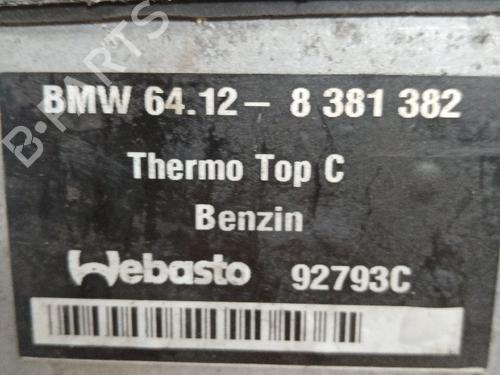 B-PARTS
BMW 64.12- 8 381 382
Thermo Top C
Benzin
Webasto 92793C